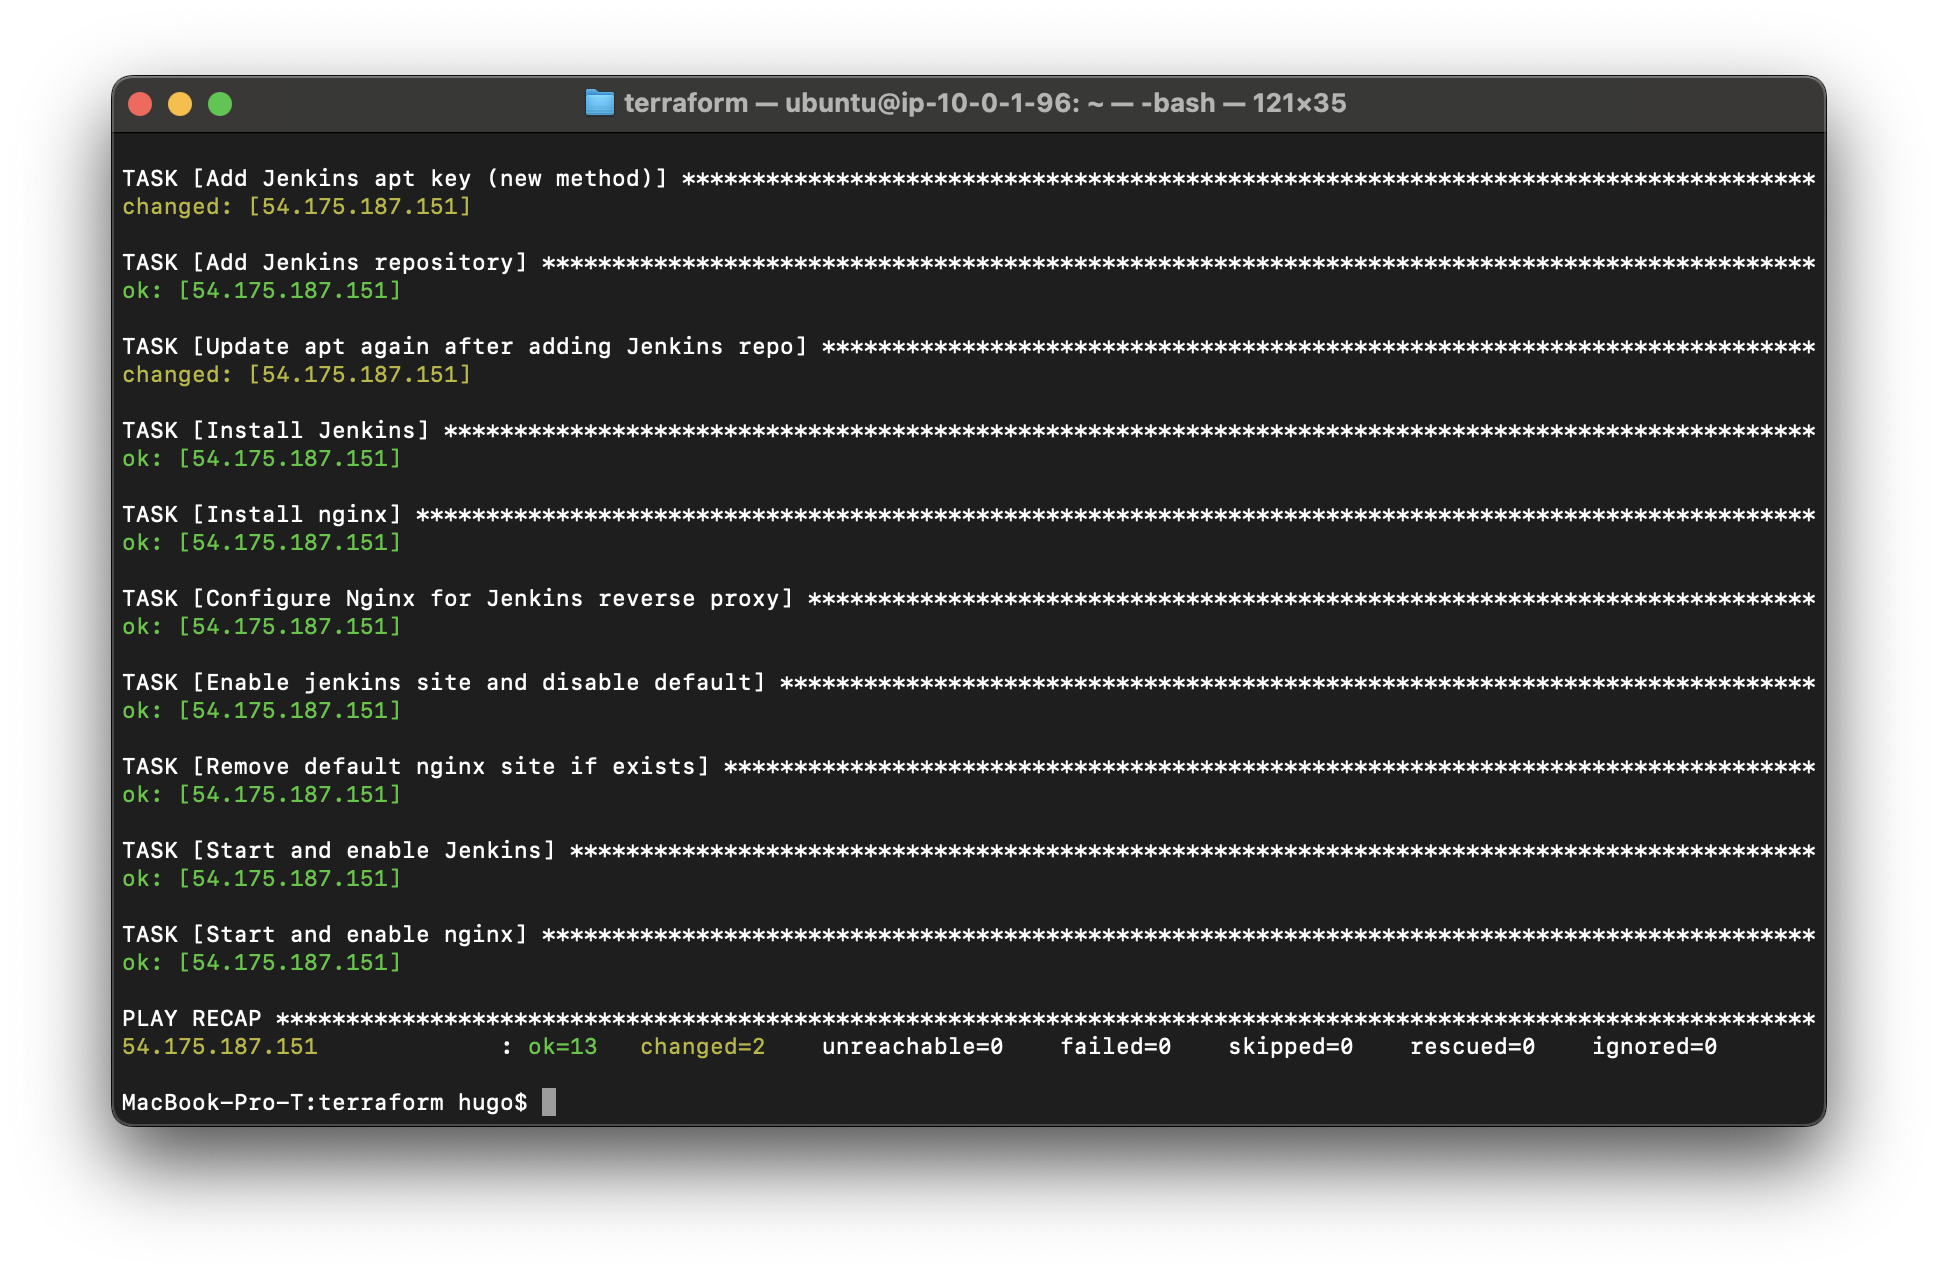 terraform — ubuntu@ip-10-0-1-96: ~ — -bash — 121×35
TASK [Add Jenkins apt key (new method)] *********************************************************************************
changed: [54.175.187.151]
TASK [Add Jenkins repository] *******************************************************************************************
ok: [54.175.187.151]
TASK [Update apt again after adding Jenkins repo] ***********************************************************************
changed: [54.175.187.151]
TASK [Install Jenkins] **************************************************************************************************
ok: [54.175.187.151]
TASK [Install nginx] ****************************************************************************************************
ok: [54.175.187.151]
TASK [Configure Nginx for Jenkins reverse proxy] ************************************************************************
ok: [54.175.187.151]
TASK [Enable jenkins site and disable default] **************************************************************************
ok: [54.175.187.151]
TASK [Remove default nginx site if exists] ******************************************************************************
ok: [54.175.187.151]
TASK [Start and enable Jenkins] *****************************************************************************************
ok: [54.175.187.151]
TASK [Start and enable nginx] *******************************************************************************************
ok: [54.175.187.151]
PLAY RECAP **************************************************************************************************************
54.175.187.151             : ok=13   changed=2    unreachable=0    failed=0    skipped=0    rescued=0    ignored=0
MacBook-Pro-T:terraform hugo$